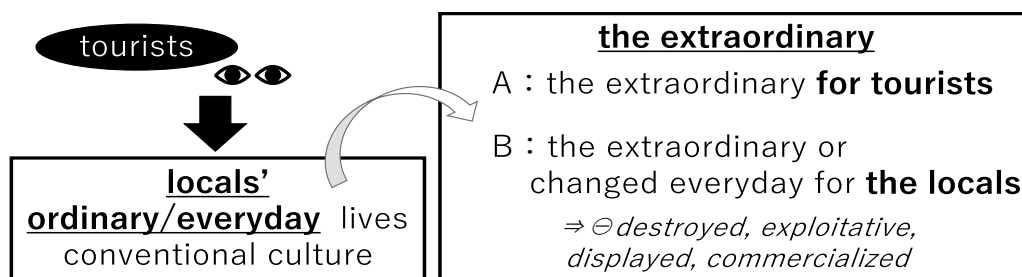 tourists
locals'
ordinary/everyday lives
conventional culture
the extraordinary
A：the extraordinary for tourists
B：the extraordinary or
changed everyday for the locals
⇒ ⊖ destroyed, exploitative,
displayed, commercialized